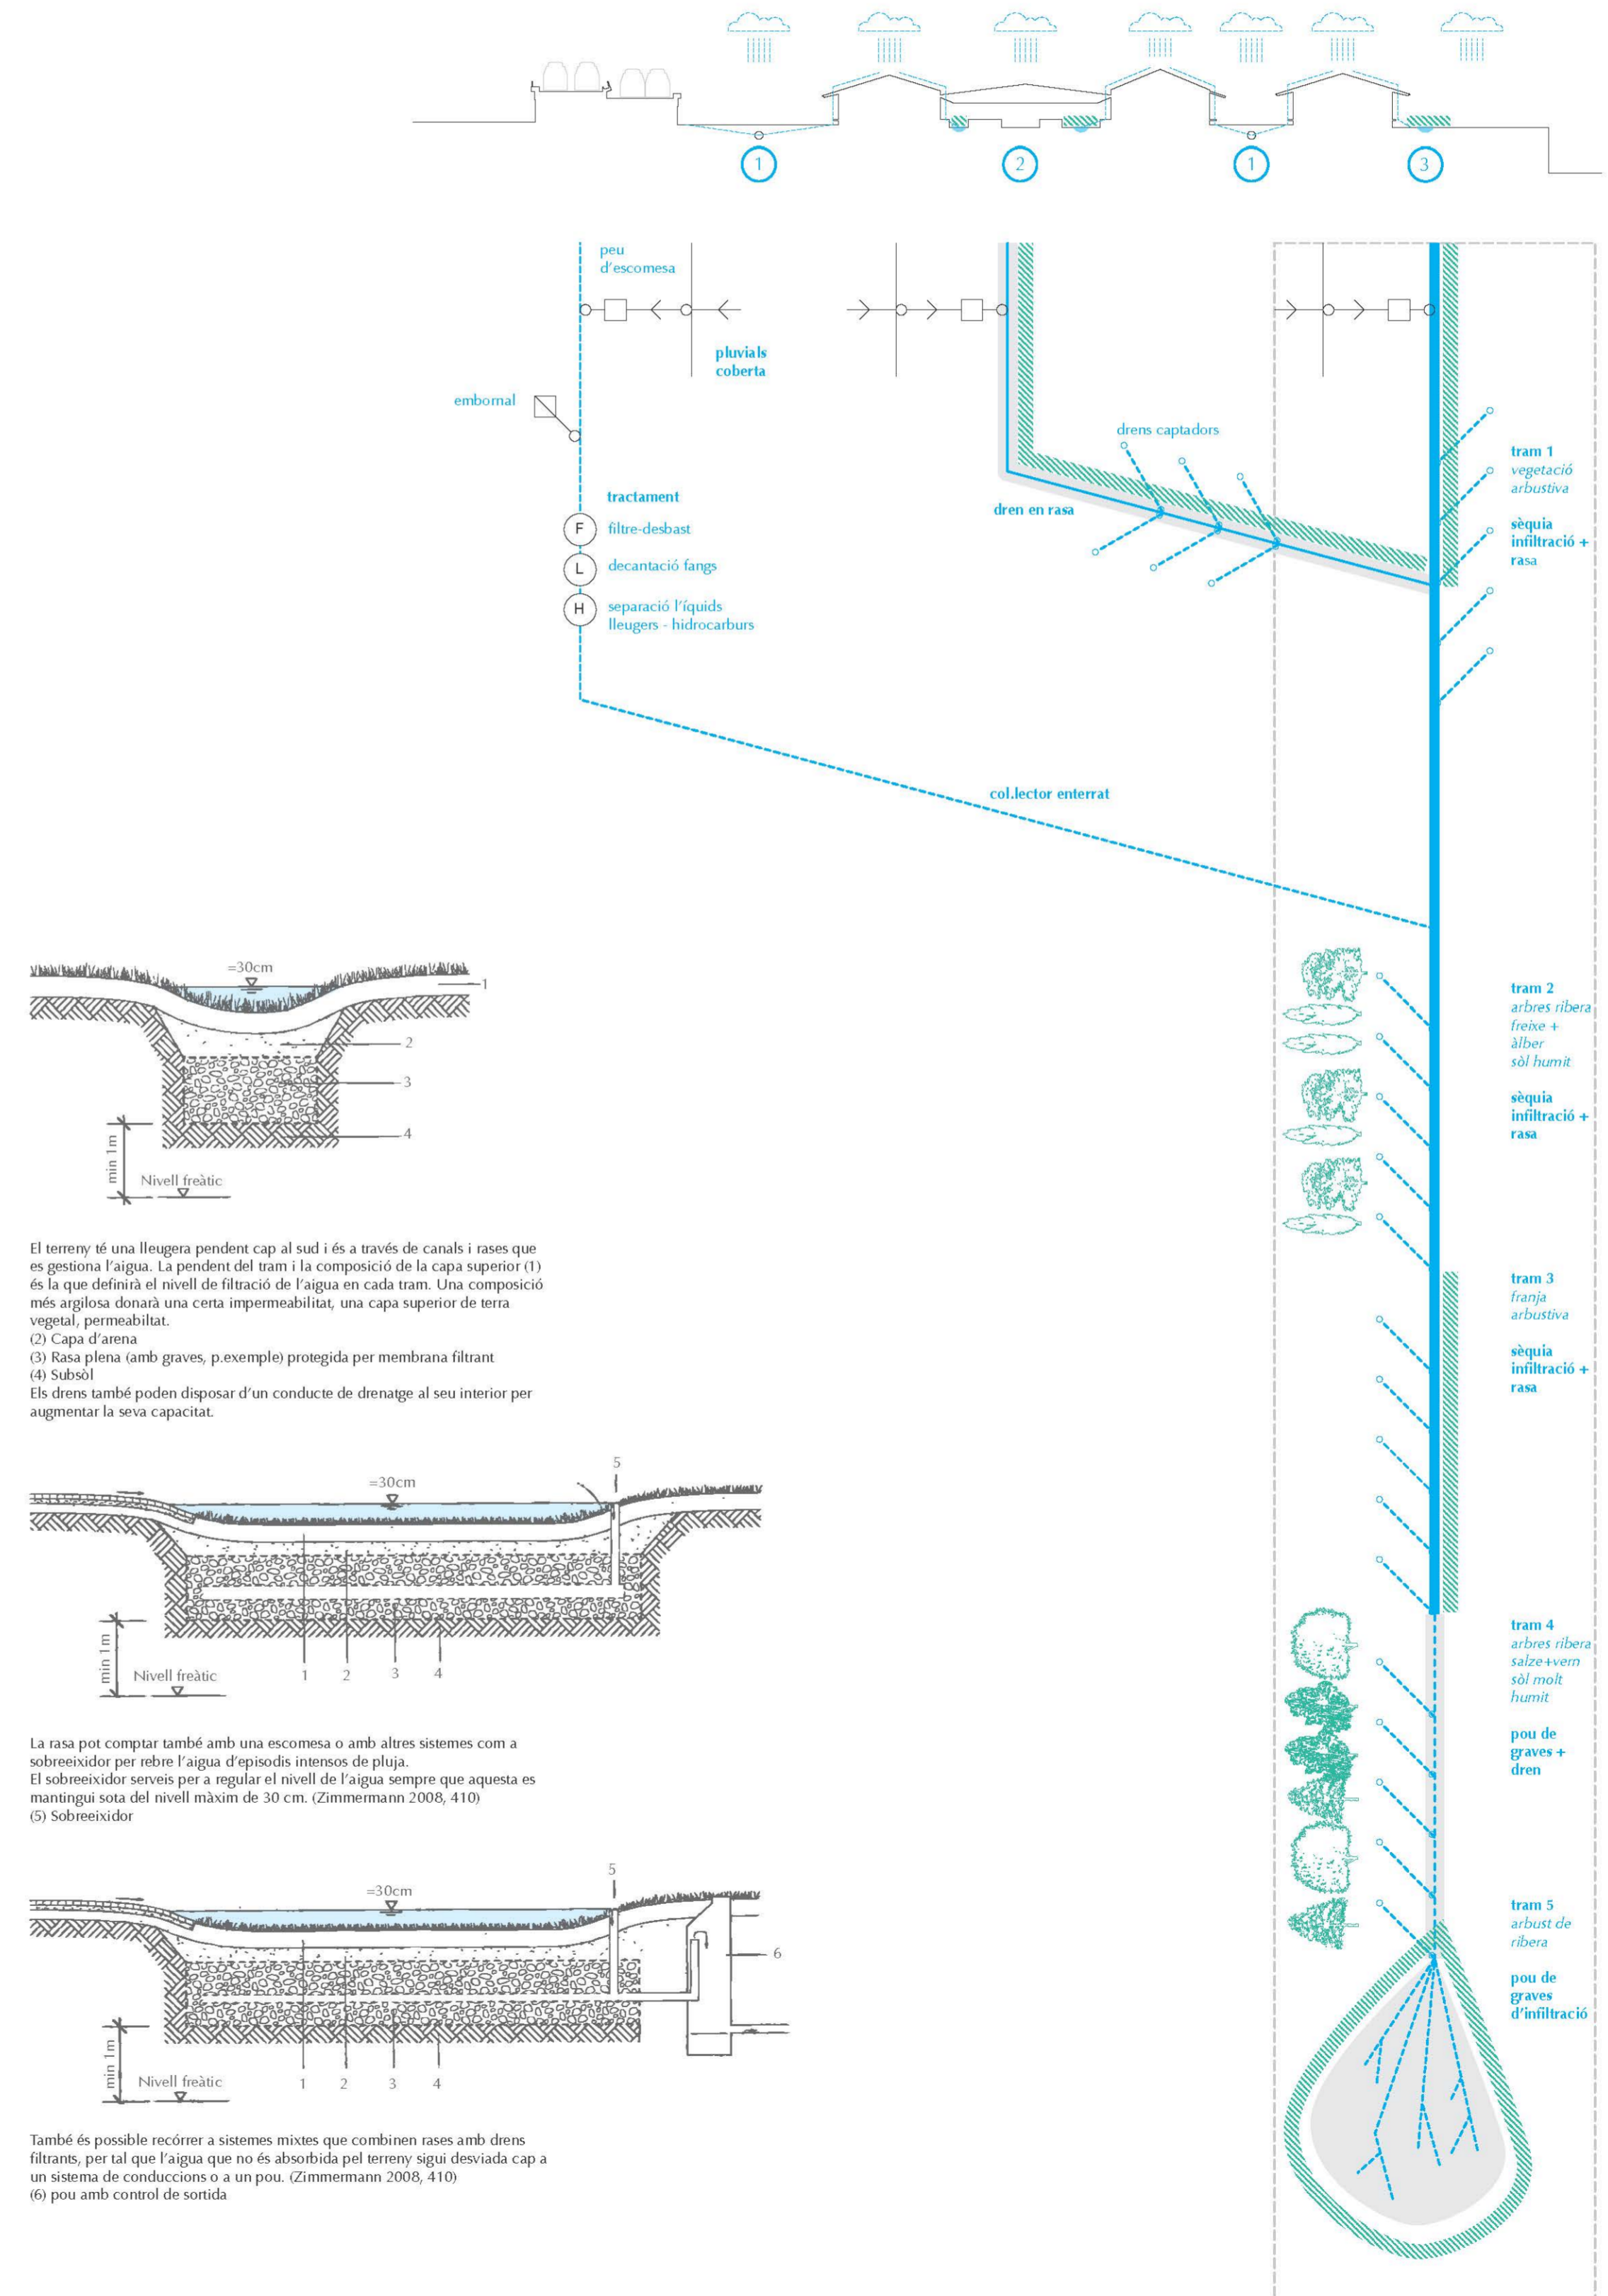 1
2
1
3
peu
d'escomesa
pluvials
coberta
embornal
tractament
F
filtre-desbast
L
decantació fangs
H
separació l'íquids
lleugers - hidrocarburs
drens captadors
dren en rasa
col.lector enterrat
tram 1
vegetació
arbustiva
sèquia
infiltració +
rasa
tram 2
arbres ribera
freixe +
àlber
sòl humit
sèquia
infiltració +
rasa
tram 3
franja
arbustiva
sèquia
infiltració +
rasa
tram 4
arbres ribera
salze+vern
sòl molt
humit
pou de
graves +
dren
tram 5
arbust de
ribera
pou de
graves
d'infiltració
=30cm
1
2
3
4
min 1m
Nivell freàtic
El terreny té una lleugera pendent cap al sud i és a través de canals i rases que
es gestiona l'aigua. La pendent del tram i la composició de la capa superior (1)
és la que definirà el nivell de filtració de l'aigua en cada tram. Una composició
més argilosa donarà una certa impermeabilitat, una capa superior de terra
vegetal, permeabiltat.
(2) Capa d'arena
(3) Rasa plena (amb graves, p.exemple) protegida per membrana filtrant
(4) Subsòl
Els drens també poden disposar d'un conducte de drenatge al seu interior per
augmentar la seva capacitat.
5
=30cm
min 1m
Nivell freàtic
1 2 3 4
La rasa pot comptar també amb una escomesa o amb altres sistemes com a
sobreeixidor per rebre l'aigua d'episodis intensos de pluja.
El sobreeixidor serveis per a regular el nivell de l'aigua sempre que aquesta es
mantingui sota del nivell màxim de 30 cm. (Zimmermann 2008, 410)
(5) Sobreeixidor
5
=30cm
6
min 1m
Nivell freàtic
1 2 3 4
També és possible recórrer a sistemes mixtes que combinen rases amb drens
filtrants, per tal que l'aigua que no és absorbida pel terreny sigui desviada cap a
un sistema de conduccions o a un pou. (Zimmermann 2008, 410)
(6) pou amb control de sortida